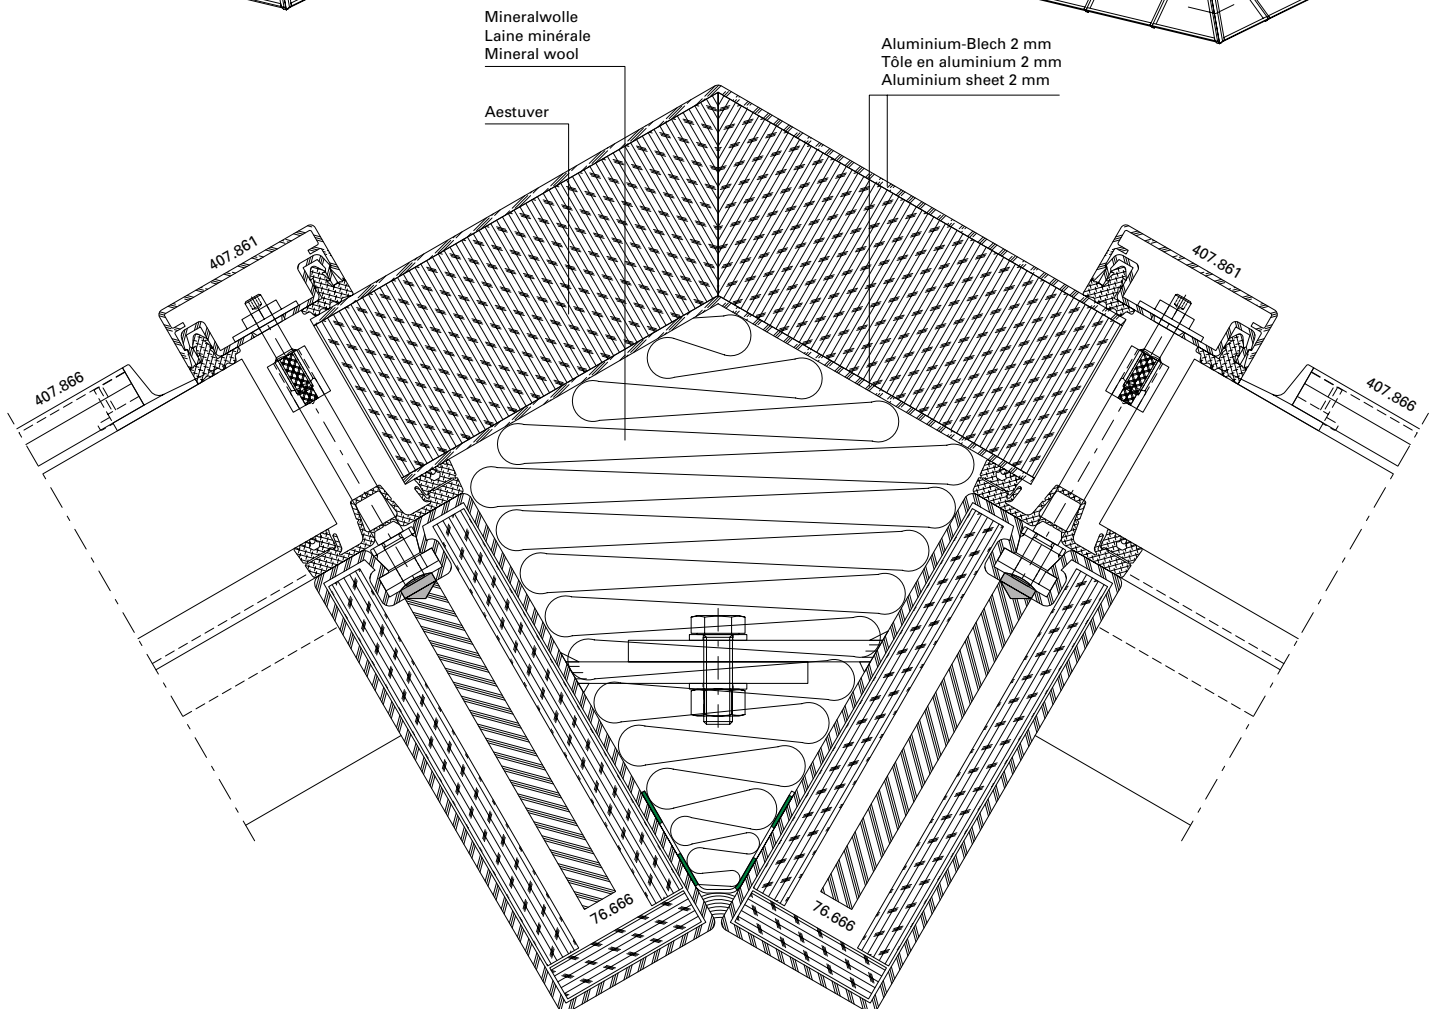 Mineralwolle
Laine minérale
Mineral wool
Aluminium-Blech 2 mm
Tôle en aluminium 2 mm
Aluminium sheet 2 mm
Aestuver
407.861
407.861
407.866
407.866
76.666
76.666